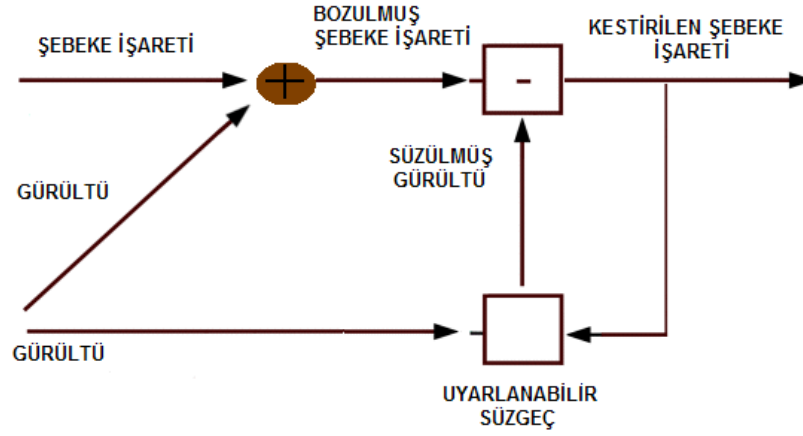 ŞEBEKE İŞARETİ
BOZULMUŞ
ŞEBEKE İŞARETİ
KESTİRİLEN ŞEBEKE
İŞARETİ
+
-
SÜZÜLMÜŞ
GÜRÜLTÜ
GÜRÜLTÜ
GÜRÜLTÜ
UYARLANABİLİR
SÜZGEÇ